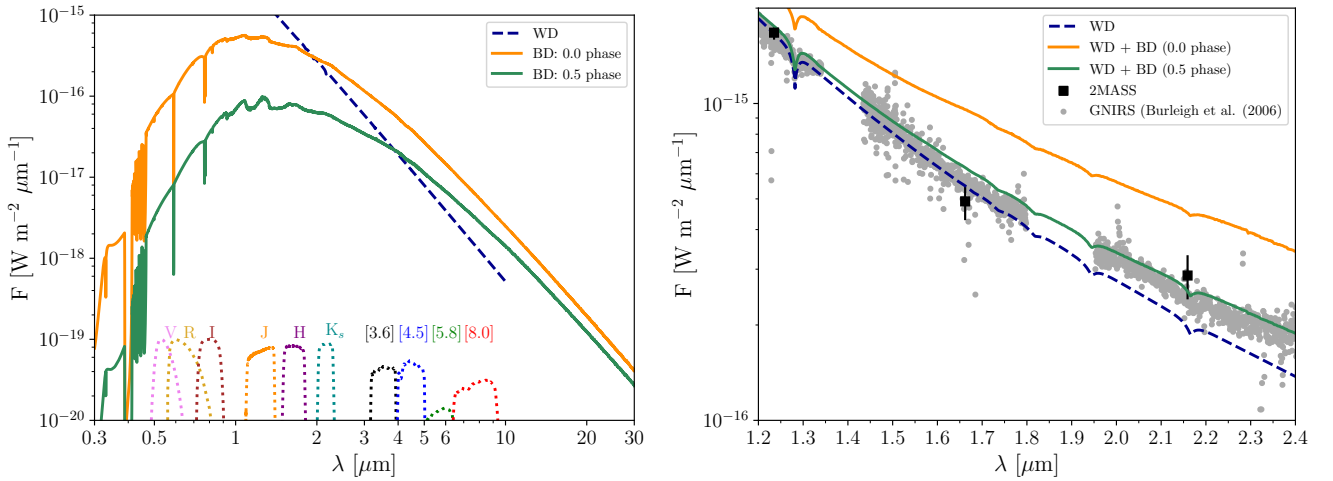 10⁻¹⁵
10⁻¹⁶
10⁻¹⁷
10⁻¹⁸
10⁻¹⁹
10⁻²⁰
F [W m⁻² μm⁻¹]
WD
BD: 0.0 phase
BD: 0.5 phase
V R I J H Kₛ [3.6] [4.5] [5.8] [8.0]
0.3 0.5 1 2 3 4 5 6 10 30
λ [μm]
10⁻¹⁵
10⁻¹⁶
F [W m⁻² μm⁻¹]
WD
WD + BD (0.0 phase)
WD + BD (0.5 phase)
2MASS
GNIRS (Burleigh et al. (2006)
1.2 1.3 1.4 1.5 1.6 1.7 1.8 1.9 2.0 2.1 2.2 2.3 2.4
λ [μm]